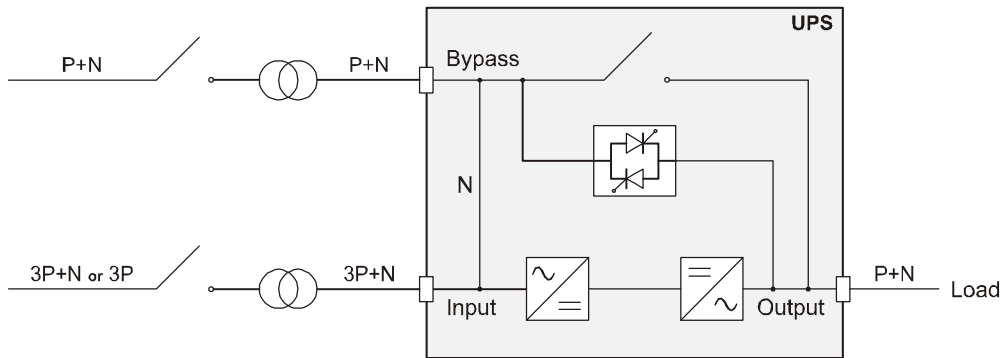 UPS
P+N
P+N
Bypass
N
3P+N or 3P
3P+N
Input
Output
P+N
Load